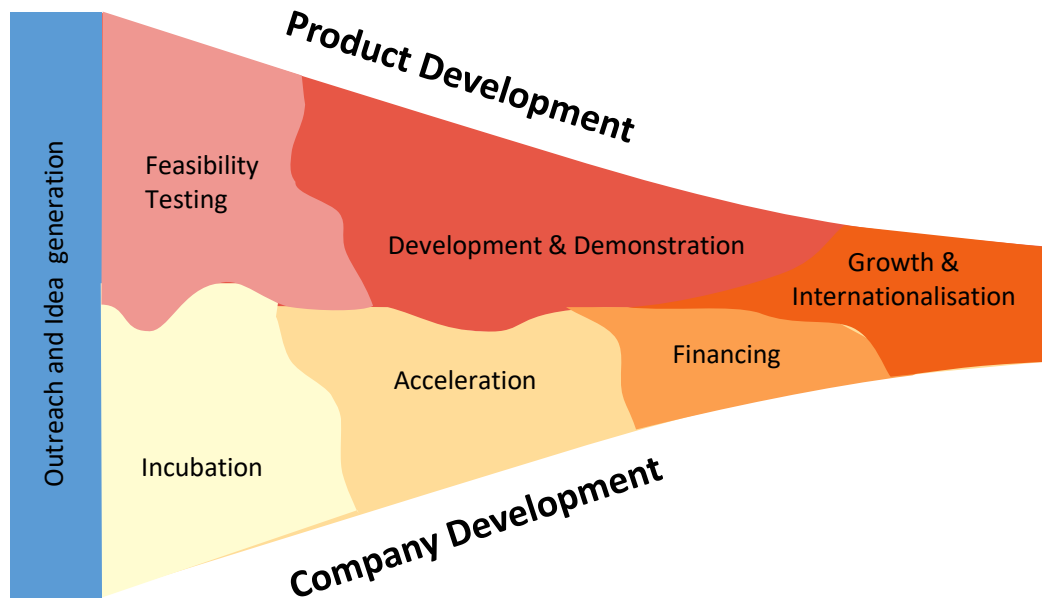 Product Development
Outreach and Idea generation
Feasibility
Testing
Development & Demonstration
Growth &
Internationalisation
Financing
Acceleration
Incubation
Company Development